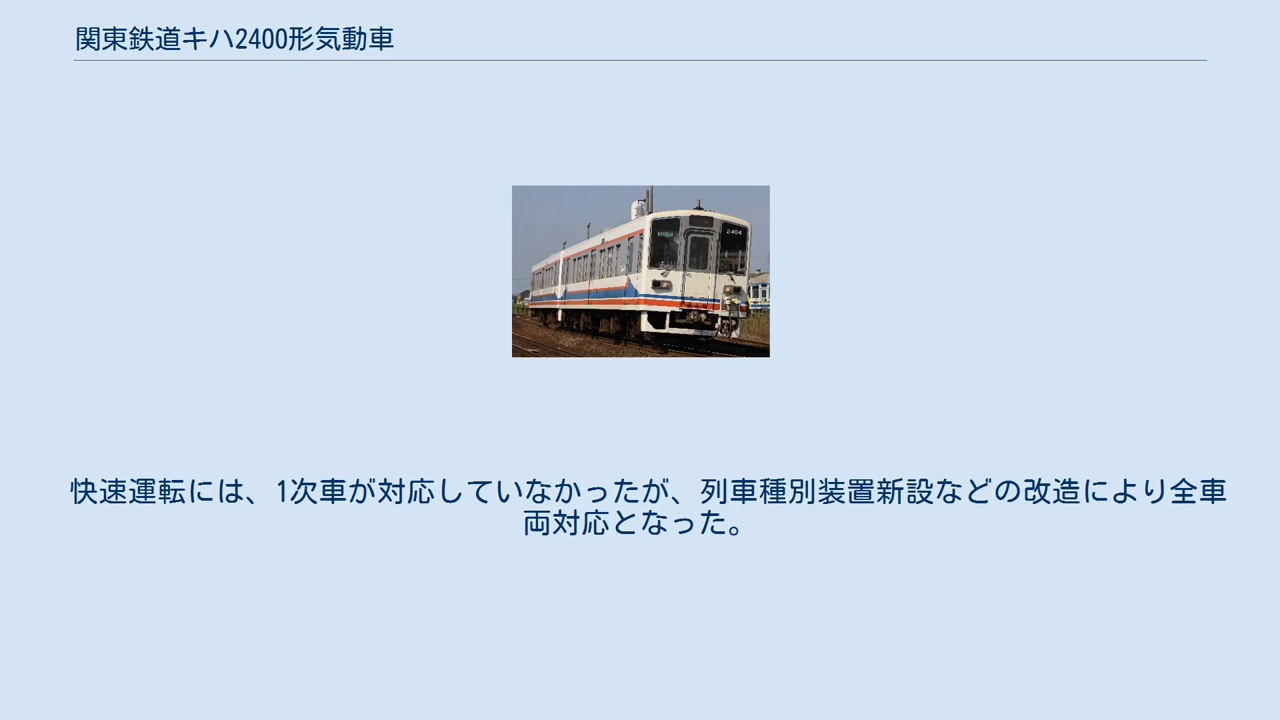 関東鉄道キハ2400形気動車
2404
快速運転には、1次車が対応していなかったが、列車種別装置新設などの改造により全車
両対応となった。